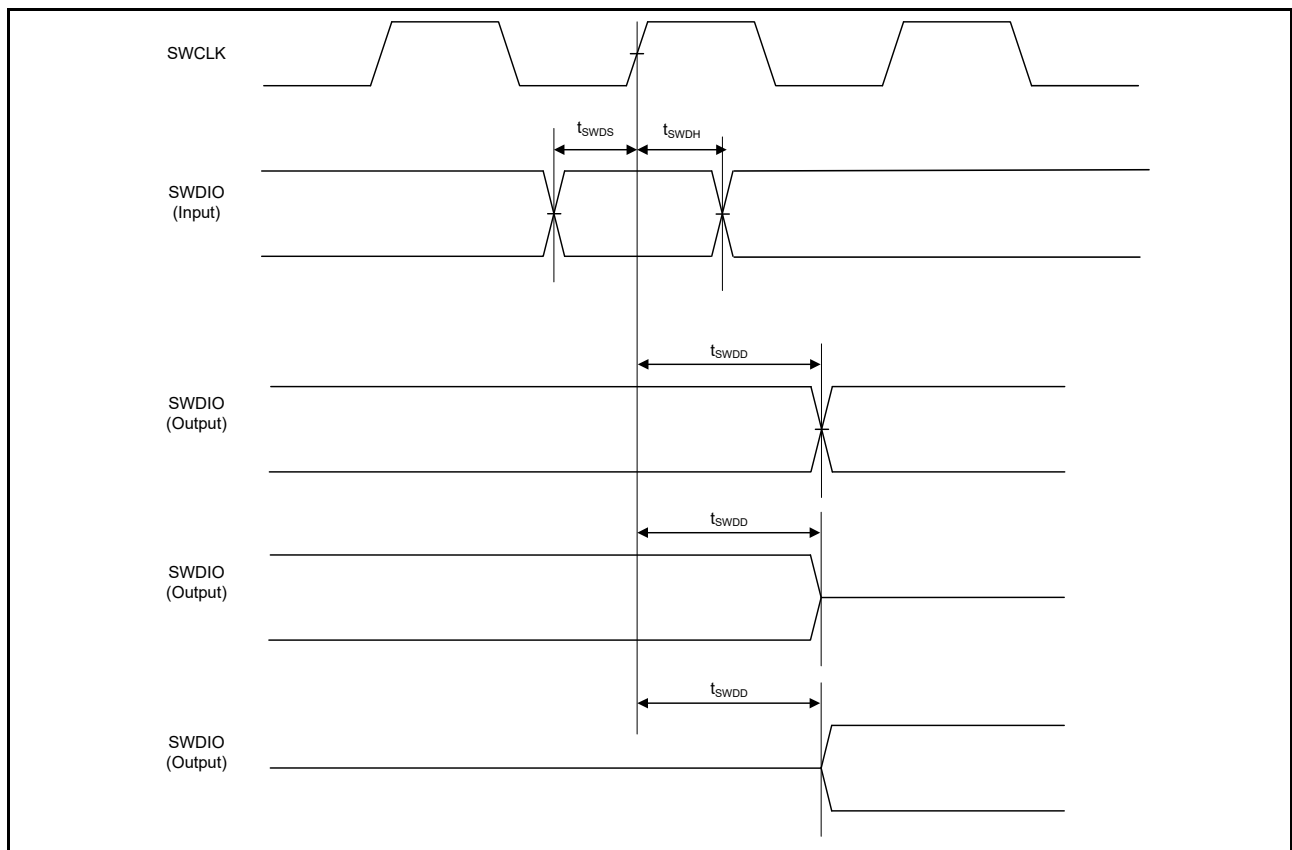 SWCLK
tSWDS
tSWDH
SWDIO
(Input)
tSWDD
SWDIO
(Output)
tSWDD
SWDIO
(Output)
tSWDD
SWDIO
(Output)